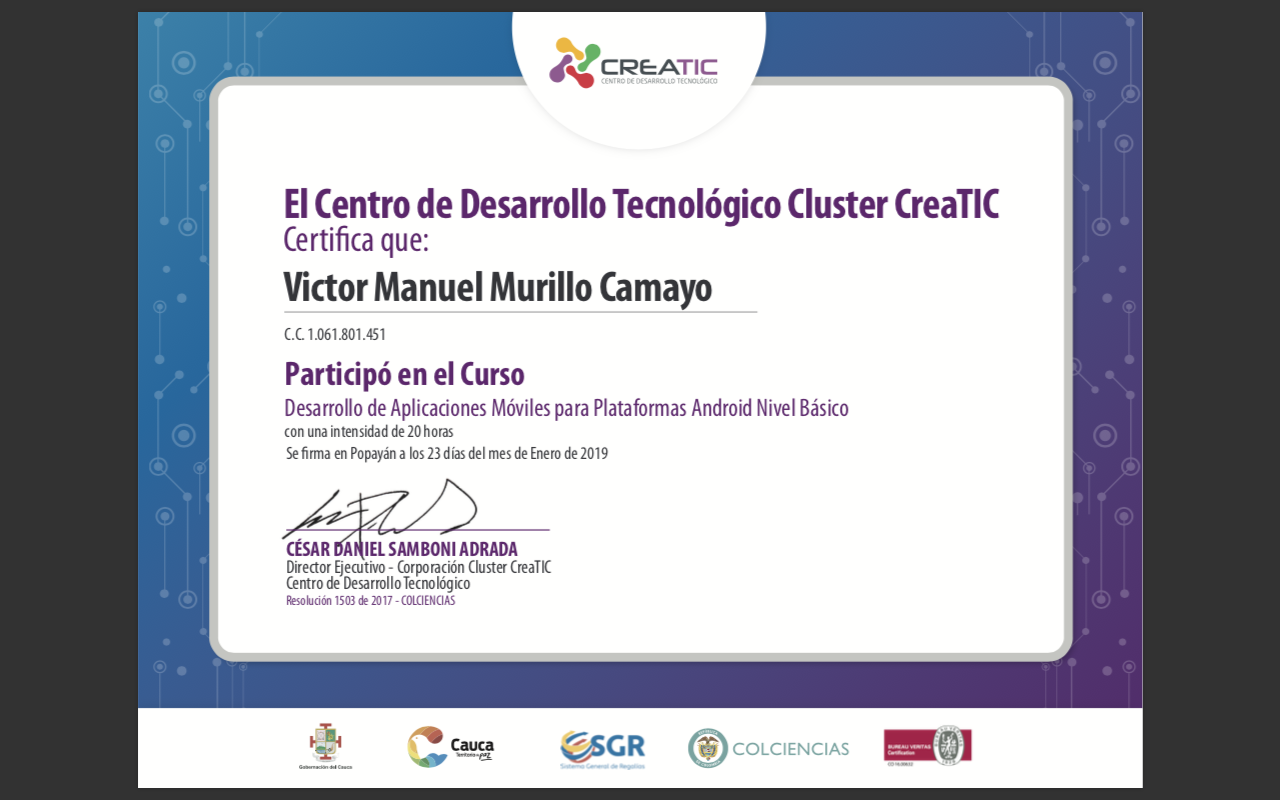 CREATIC
CENTRO DE DESARROLLO TECNOLÓGICO
El Centro de Desarrollo Tecnológico Cluster CreaTIC
Certifica que:
Victor Manuel Murillo Camayo
C.C. 1.061.801.451
Participó en el Curso
Desarrollo de Aplicaciones Móviles para Plataformas Android Nivel Básico
con una intensidad de 20 horas
Se firma en Popayán a los 23 días del mes de Enero de 2019
CÉSAR DANIEL SAMBONI ADRADA
Director Ejecutivo - Corporación Cluster CreaTIC
Centro de Desarrollo Tecnológico
Resolución 1503 de 2017 - COLCIENCIAS
Gobernación del Cauca
Cauca
Territorio de paz
SGR
Sistema General de Regalías
COLCIENCIAS
BUREAU VERITAS
Certification